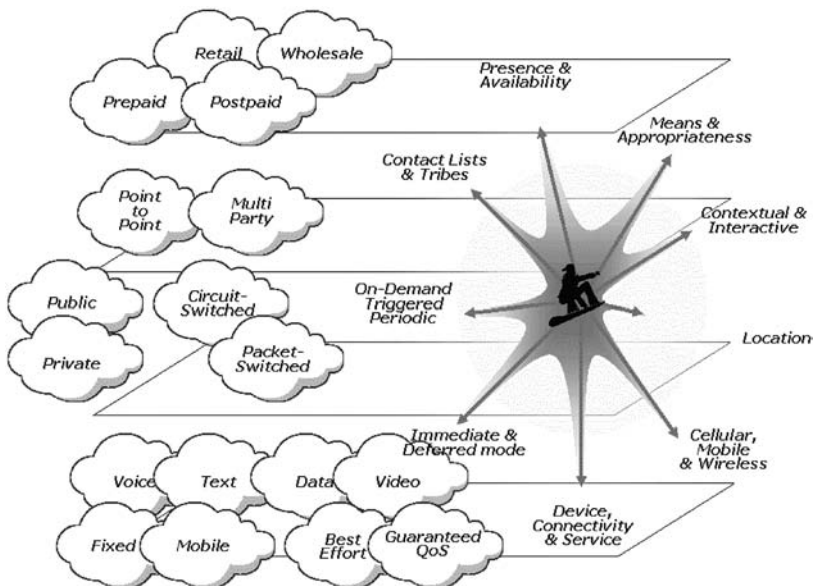 Retail
Wholesale
Prepaid
Postpaid
Presence &
Availability
Means &
Appropriateness
Contact Lists
& Tribes
Point
to
Point
Multi
Party
Contextual &
Interactive
Public
Circuit-
Switched
On-Demand
Triggered
Periodic
Private
Packet-
Switched
Location
Immediate &
Deferred mode
Cellular,
Mobile
& Wireless
Voice
Text
Data
Video
Fixed
Mobile
Best
Effort
Guaranteed
QoS
Device,
Connectivity
& Service